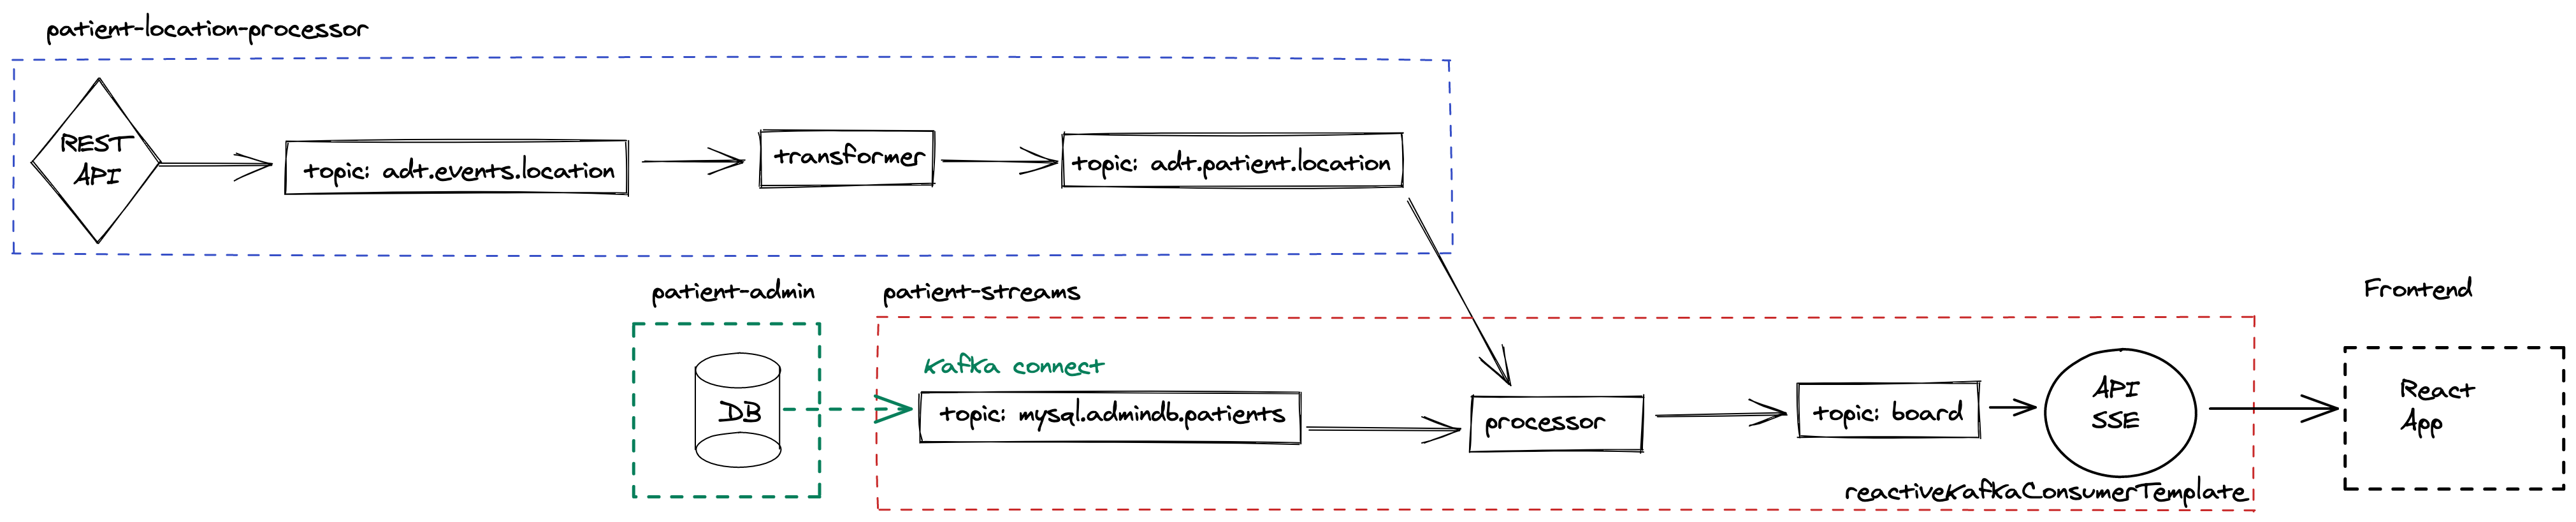 patient-location-processor
REST
API
topic: adt.events.location
transformer
topic: adt.patient.location
patient-admin
patient-streams
Frontend
Kafka connect
DB
topic: mysql.admindb.patients
processor
topic: board
API
SSE
React
App
reactiveKafkaConsumerTemplate